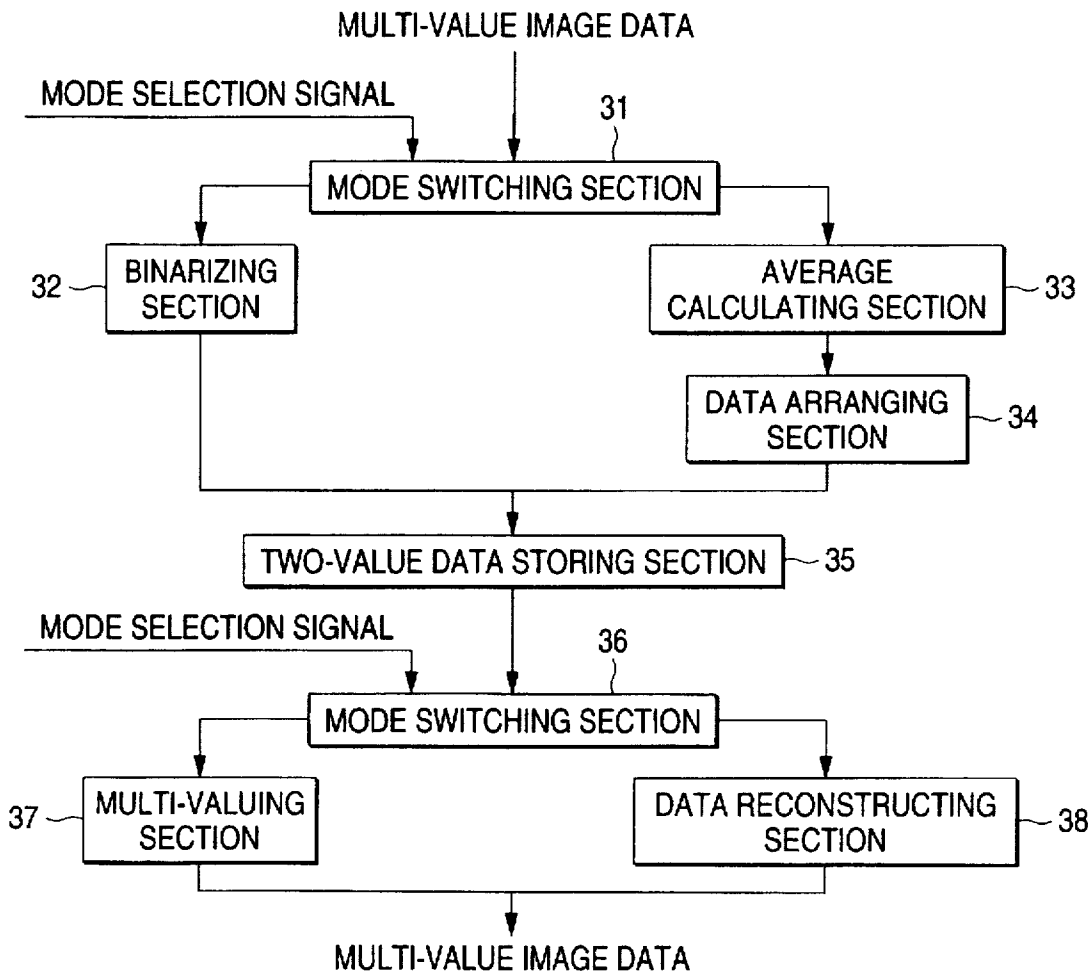 MULTI-VALUE IMAGE DATA
MODE SELECTION SIGNAL
31
MODE SWITCHING SECTION
32
BINARIZING
SECTION
AVERAGE
CALCULATING SECTION
33
DATA ARRANGING
SECTION
34
TWO-VALUE DATA STORING SECTION
35
MODE SELECTION SIGNAL
36
MODE SWITCHING SECTION
37
MULTI-VALUING
SECTION
DATA RECONSTRUCTING
SECTION
38
MULTI-VALUE IMAGE DATA